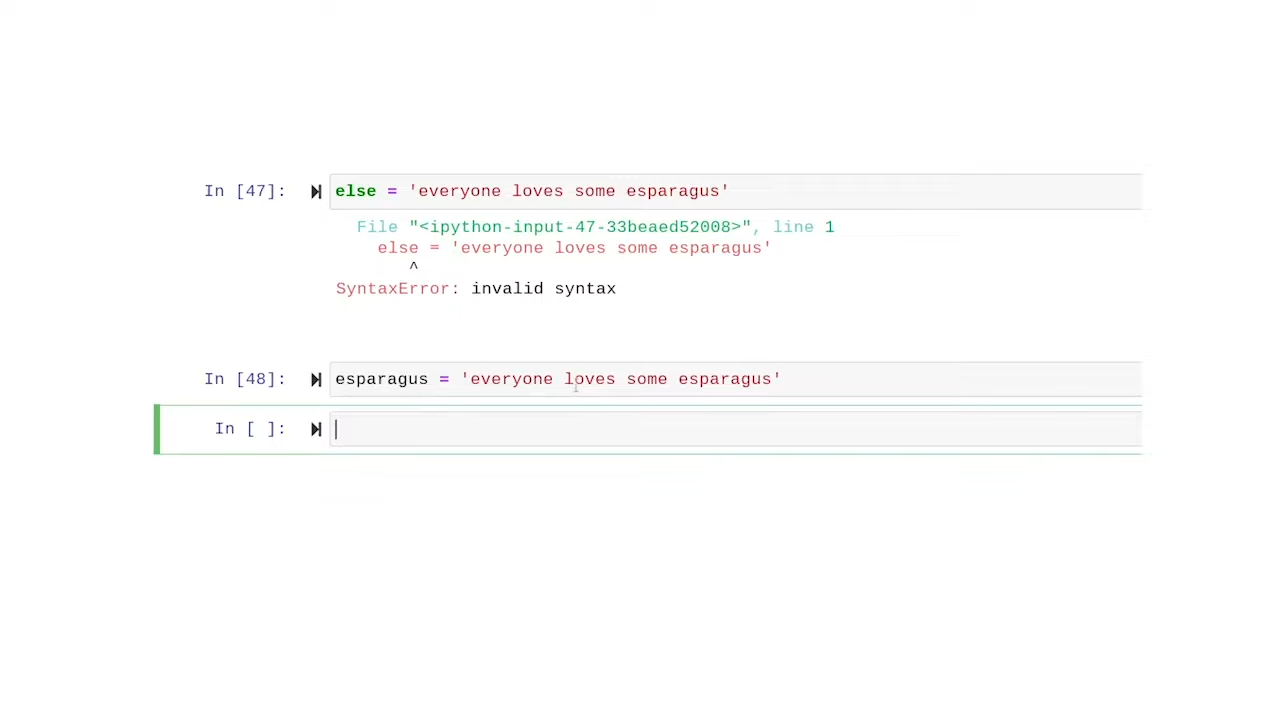 In [47]: else = 'everyone loves some esparagus'
File "<ipython-input-47-33beaed52008>", line 1
else = 'everyone loves some esparagus'
^
SyntaxError: invalid syntax
In [48]: esparagus = 'everyone loves some esparagus'
In [ ]: